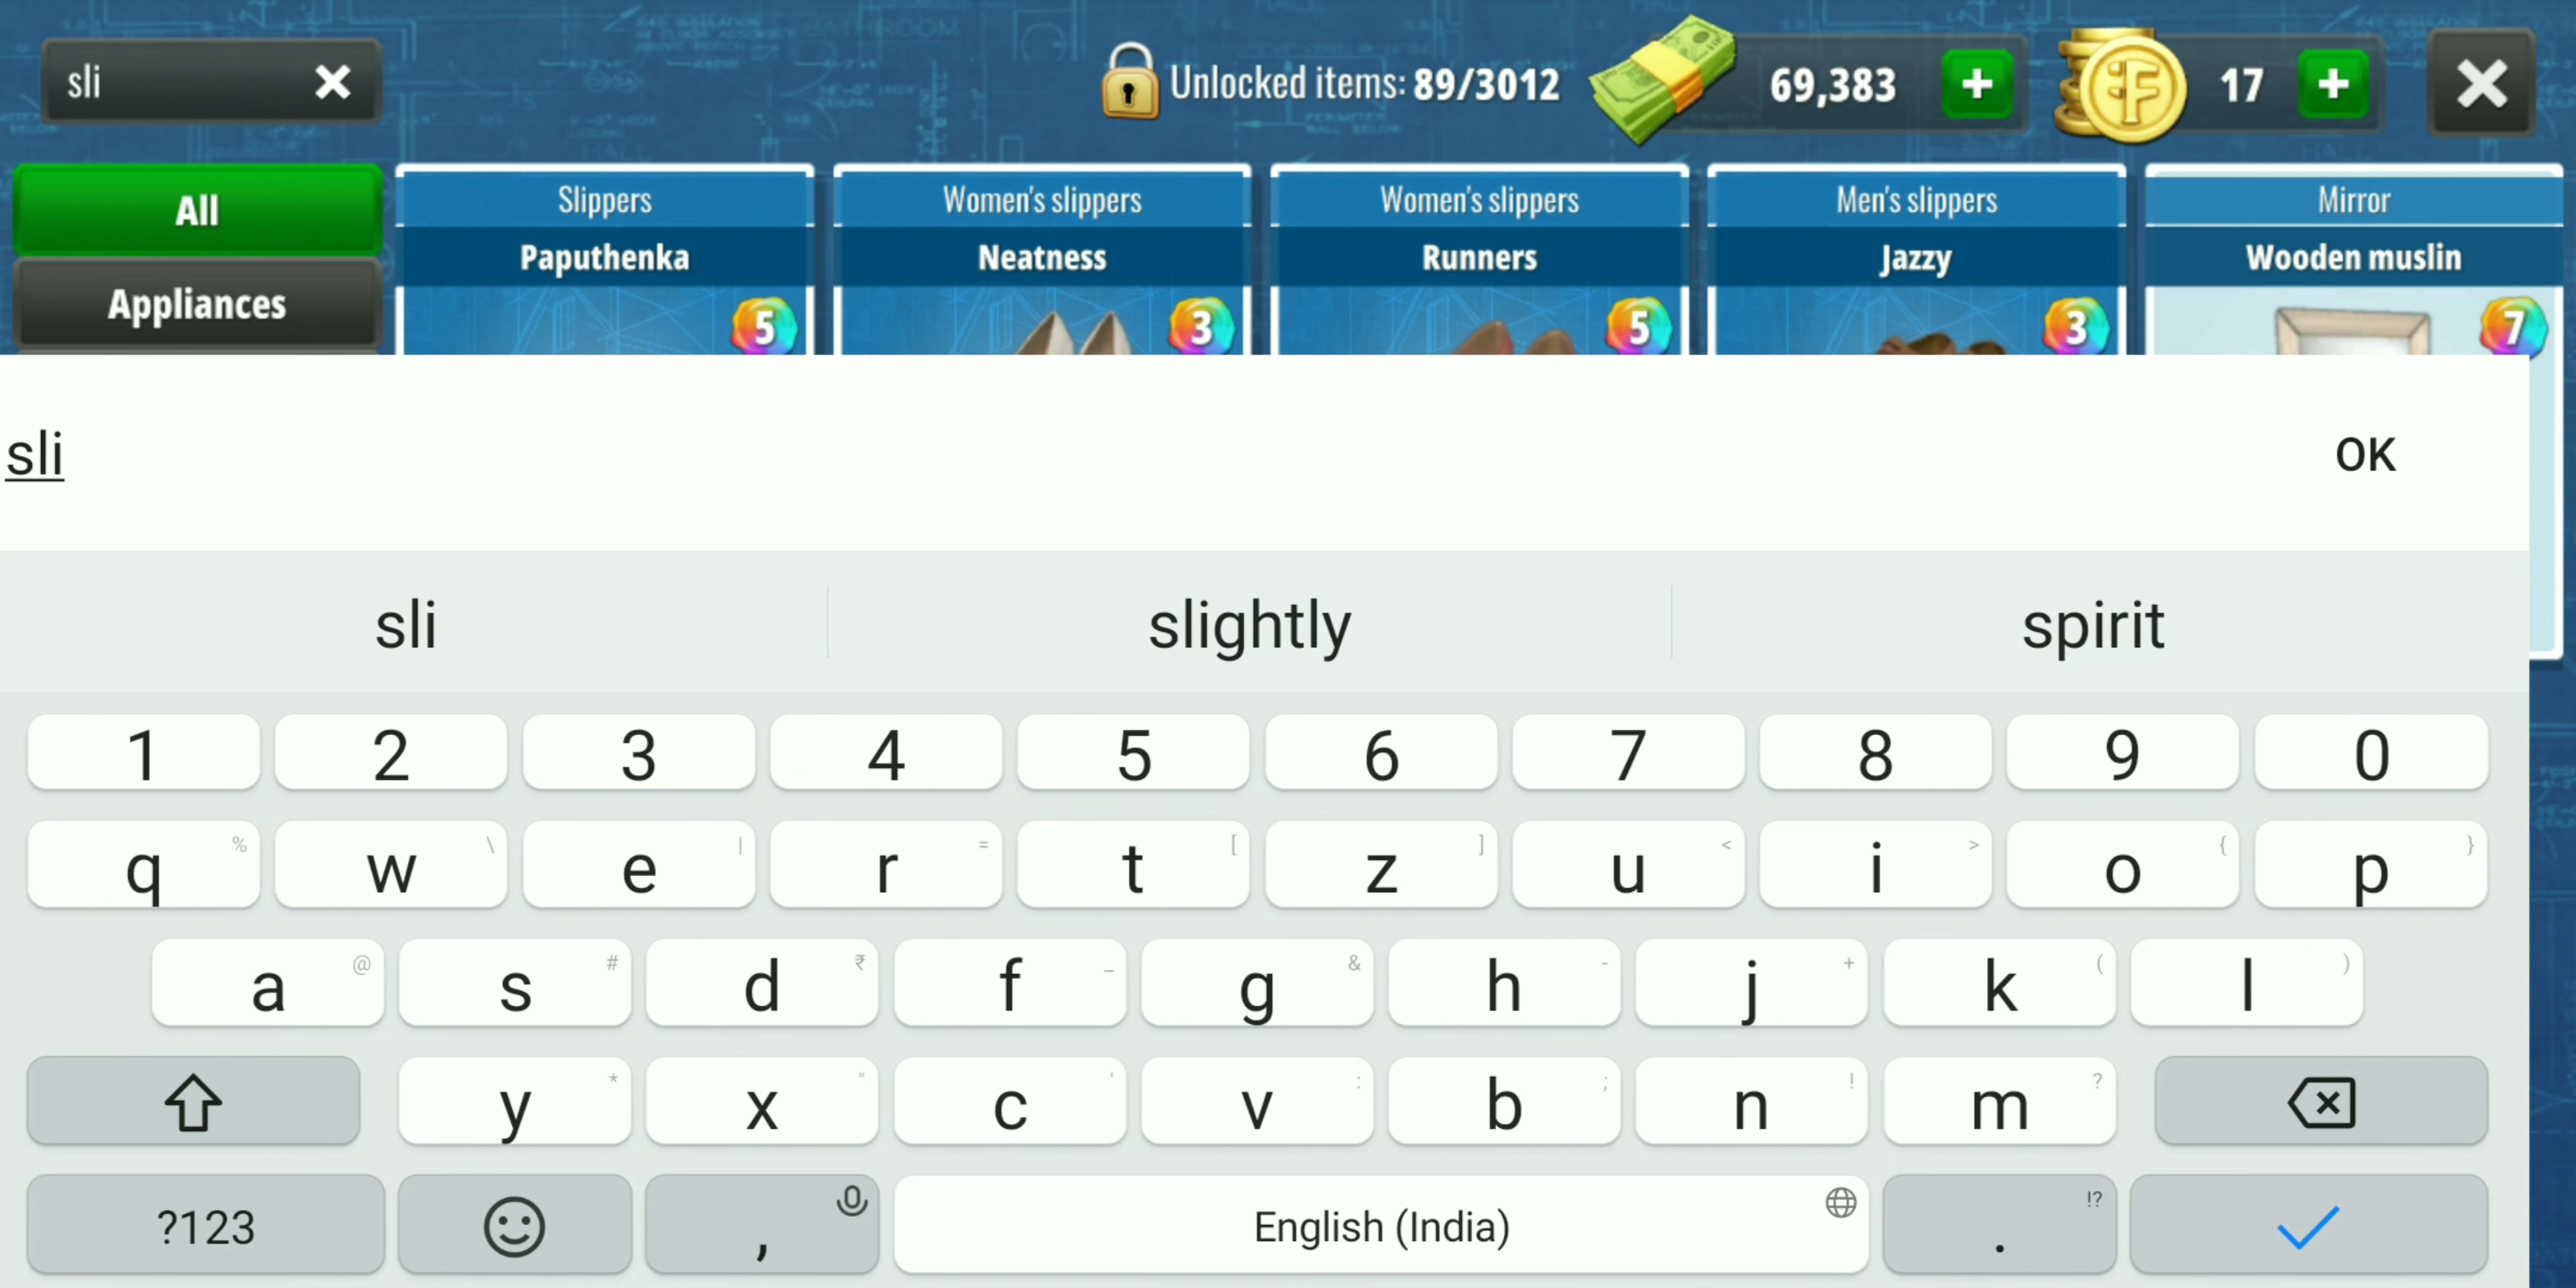 sli
Unlocked items: 89/3012
69,383
17
All
Appliances
Slippers
Paputhenka
5
Women's slippers
Neatness
3
Women's slippers
Runners
5
Men's slippers
Jazzy
3
Mirror
Wooden muslin
7
sli
OK
sli slightly spirit
1 2 3 4 5 6 7 8 9 0
q % w \ e | r = t [ z ] u < i > o { p }
a @ s # d ₹ f _ g & h - j + k ( l )
y * x " c ' v : b ; n ! m ?
?123 , English (India) . !?